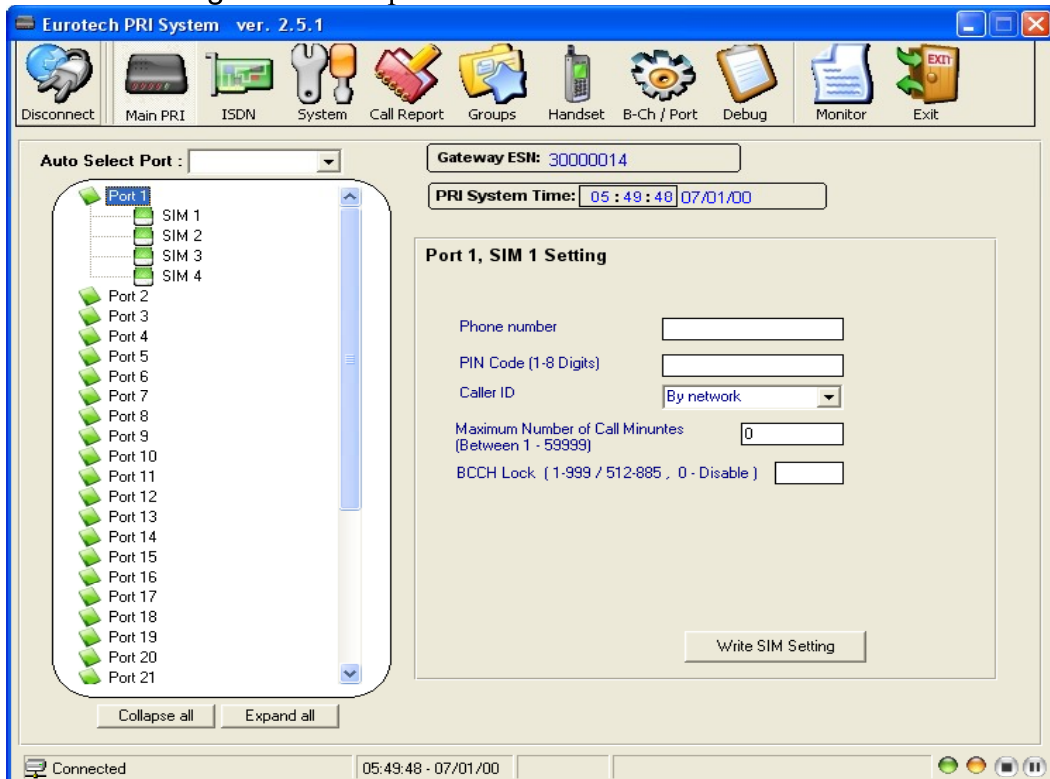 Eurotech PRI System ver. 2.5.1
Disconnect Main PRI ISDN System Call Report Groups Handset B-Ch / Port Debug Monitor EXIT Exit
Auto Select Port :
Gateway ESN: 30000014
PRI System Time: 05 : 49 : 48 07/01/00
Port 1
SIM 1
SIM 2
SIM 3
SIM 4
Port 2
Port 3
Port 4
Port 5
Port 6
Port 7
Port 8
Port 9
Port 10
Port 11
Port 12
Port 13
Port 14
Port 15
Port 16
Port 17
Port 18
Port 19
Port 20
Port 21
Collapse all Expand all
Port 1, SIM 1 Setting
Phone number
PIN Code (1-8 Digits)
Caller ID By network
Maximum Number of Call Minuntes 0
(Between 1 - 59999)
BCCH Lock ( 1-999 / 512-885 , 0 - Disable )
Write SIM Setting
Connected 05:49:48 - 07/01/00